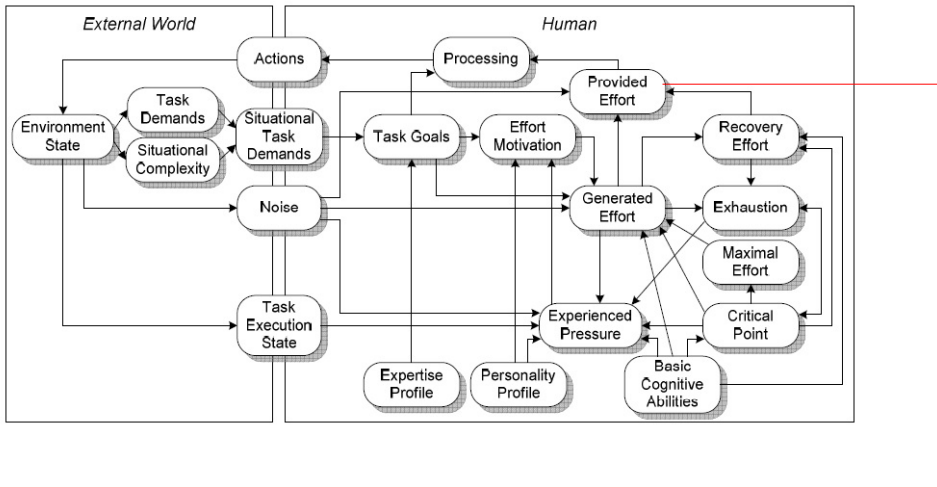 External World
Human
Actions
Processing
Provided
Effort
Environment
State
Task
Demands
Situational
Complexity
Situational
Task
Demands
Task Goals
Effort
Motivation
Recovery
Effort
Noise
Generated
Effort
Exhaustion
Maximal
Effort
Task
Execution
State
Experienced
Pressure
Critical
Point
Expertise
Profile
Personality
Profile
Basic
Cognitive
Abilities